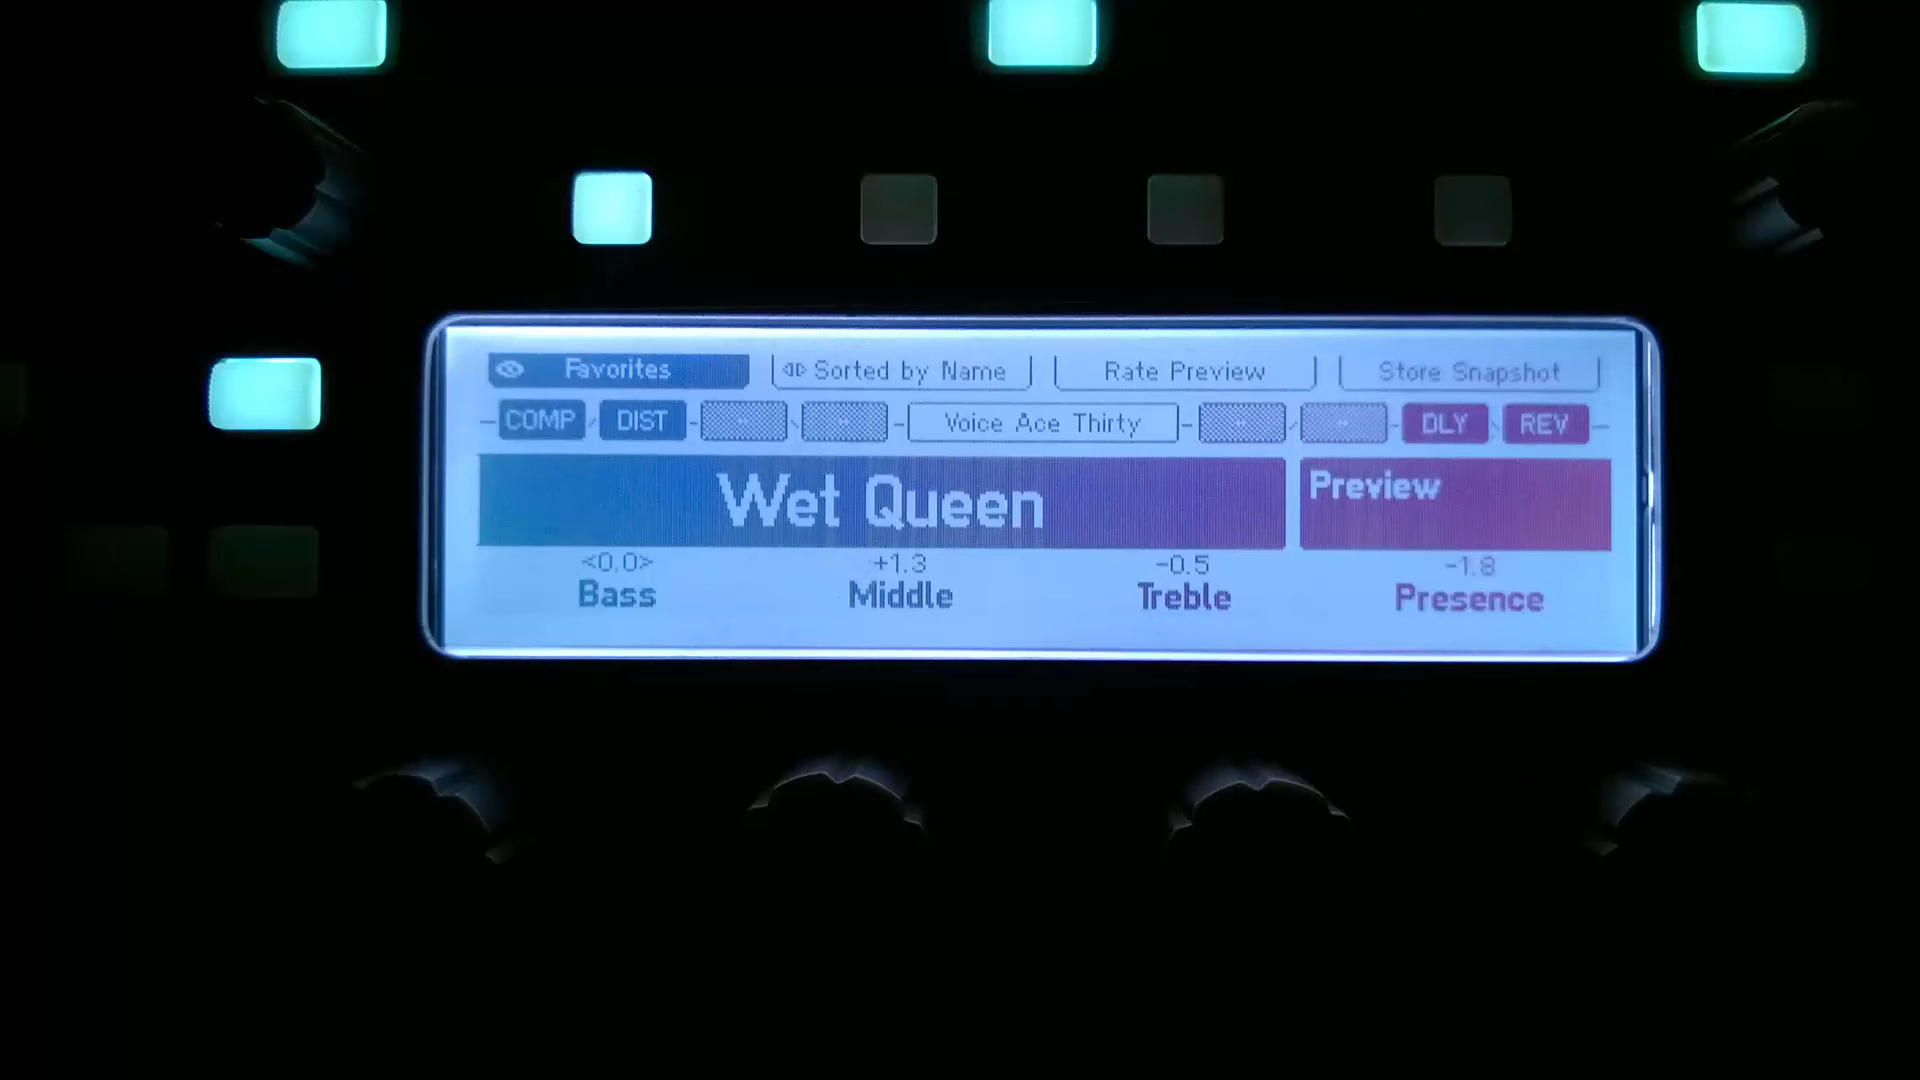 Favorites Sorted by Name Rate Preview Store Snapshot
COMP DIST Voice Ace Thirty DLY REV
Wet Queen Preview
<0.0> +1.3 -0.5 -1.8
Bass Middle Treble Presence